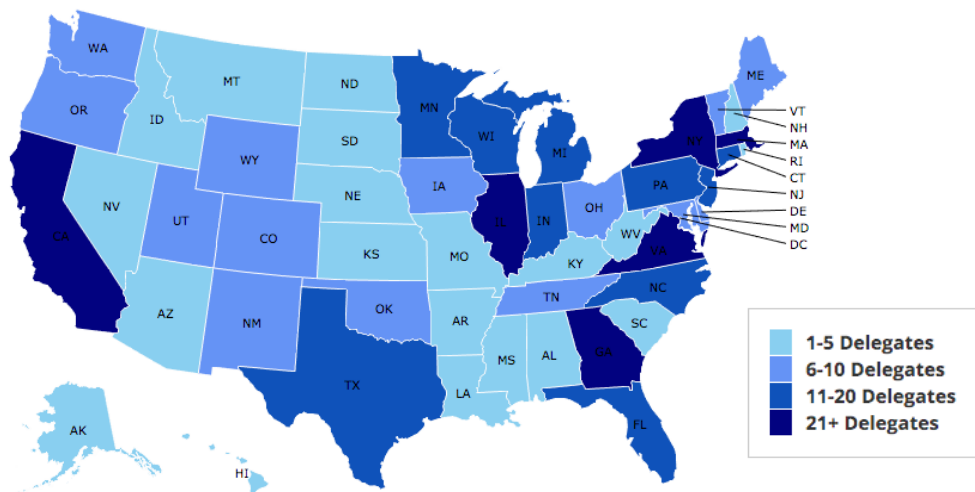 WA
ME
MT
ND
VT
OR
MN
NH
ID
WI
SD
NY
MA
MI
RI
WY
CT
PA
IA
NJ
NE
OH
DE
NV
IL
IN
MD
UT
CO
WV
DC
CA
VA
KS
MO
KY
NC
TN
AZ
OK
NM
AR
SC
MS
AL
GA
TX
LA
FL
AK
HI
1-5 Delegates
6-10 Delegates
11-20 Delegates
21+ Delegates